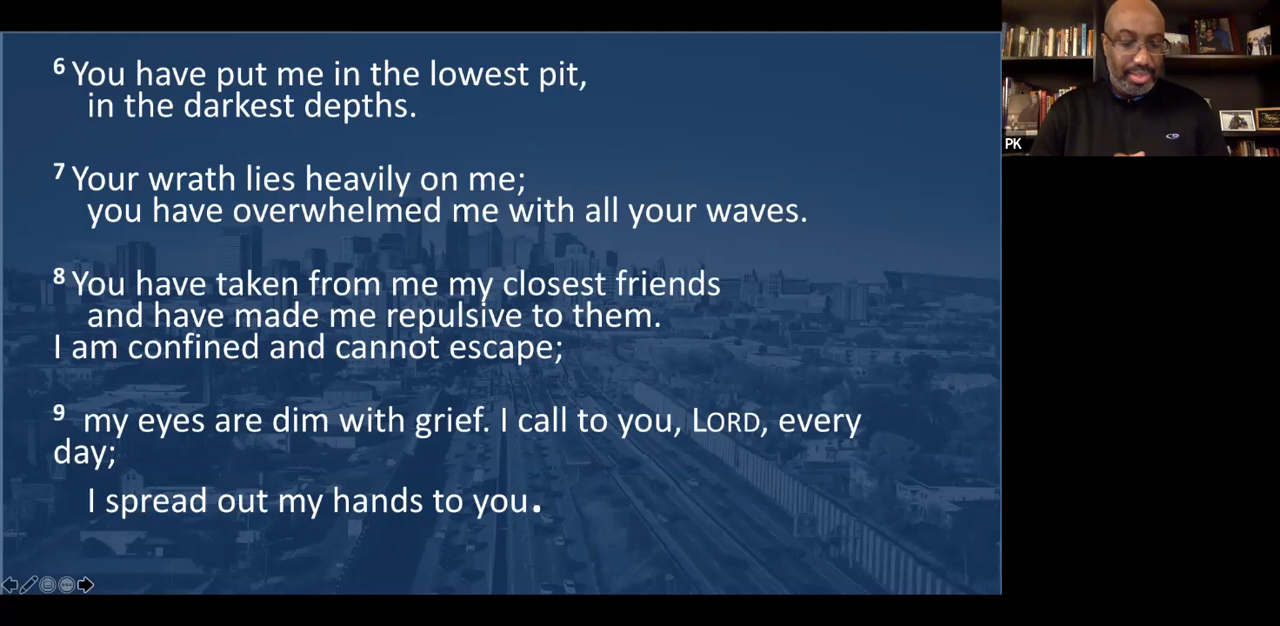 6 You have put me in the lowest pit,
in the darkest depths.
7 Your wrath lies heavily on me;
you have overwhelmed me with all your waves.
8 You have taken from me my closest friends
and have made me repulsive to them.
I am confined and cannot escape;
9 my eyes are dim with grief. I call to you, LORD, every
day;
I spread out my hands to you.
PK